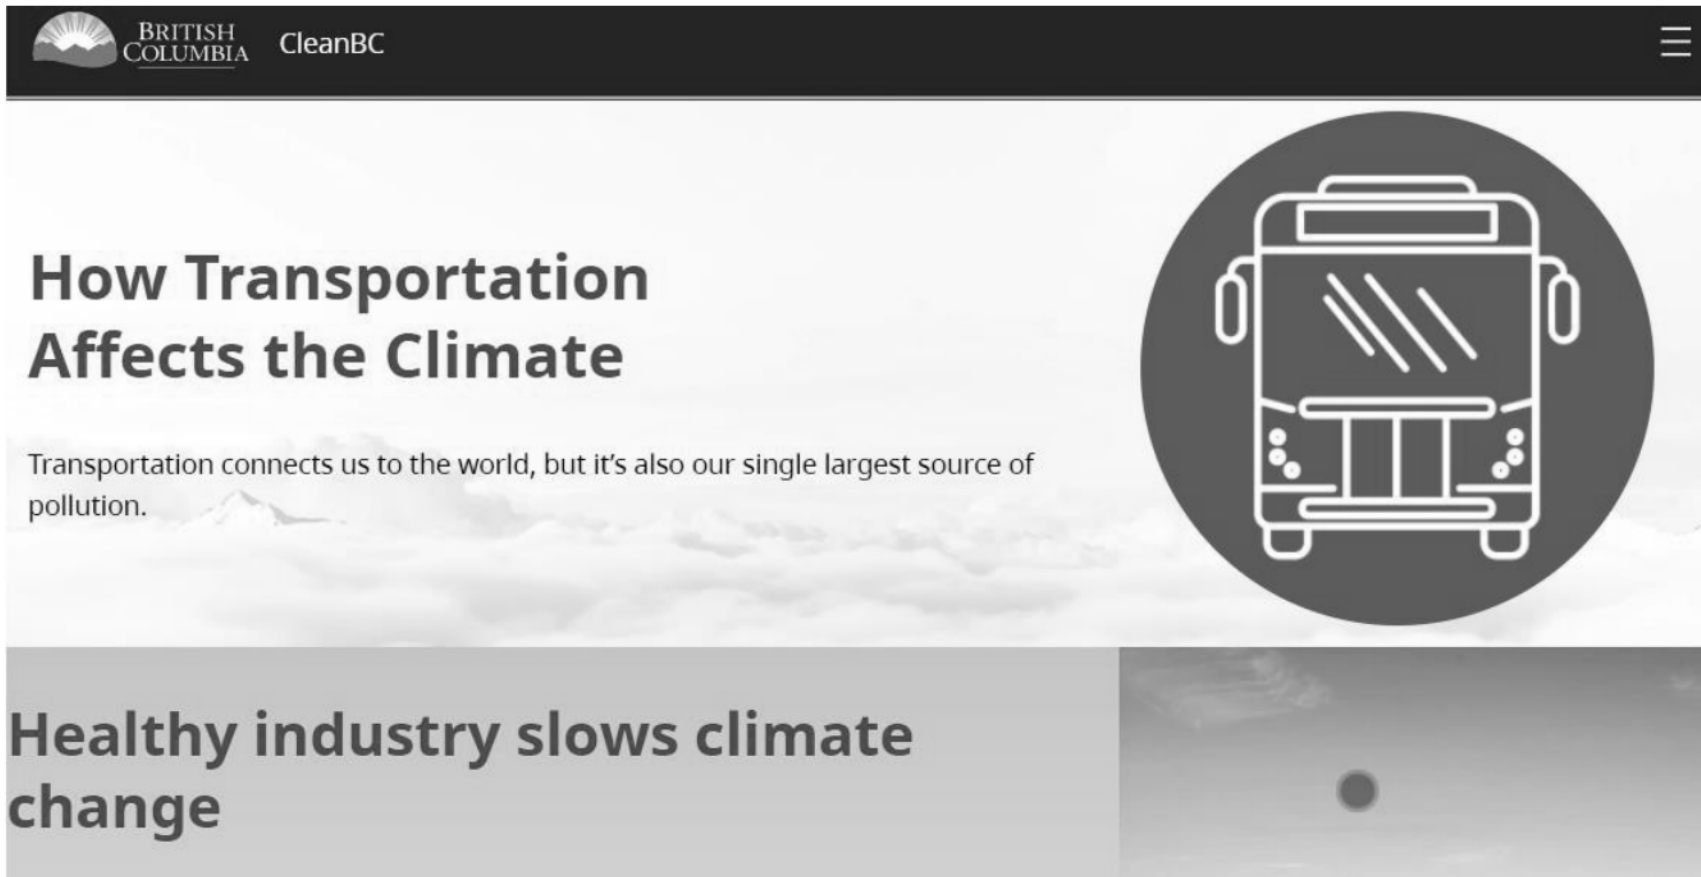 BRITISH
COLUMBIA
CleanBC
How Transportation
Affects the Climate
Transportation connects us to the world, but it's also our single largest source of
pollution.
Healthy industry slows climate
change